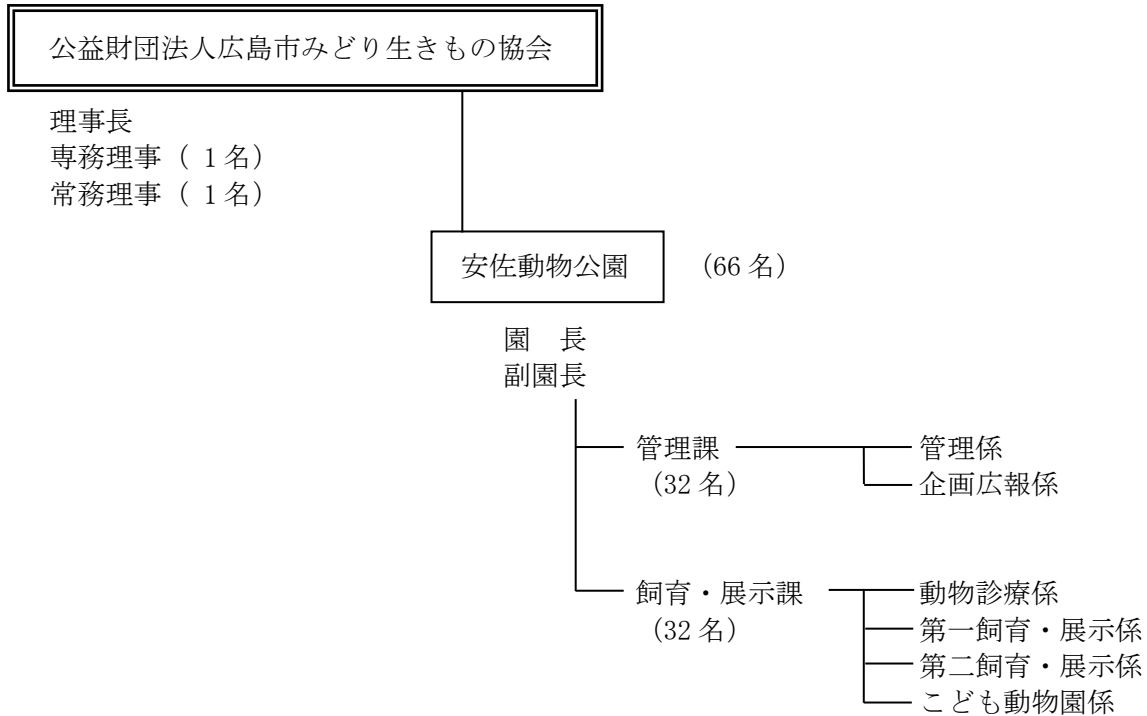 公益財団法人広島市みどり生きもの協会
理事長
専務理事（ 1名）
常務理事（ 1名）
安佐動物公園 （66 名）
園　長
副園長
管理課 管理係
（32 名） 企画広報係
飼育・展示課 動物診療係
（32 名） 第一飼育・展示係
第二飼育・展示係
こども動物園係